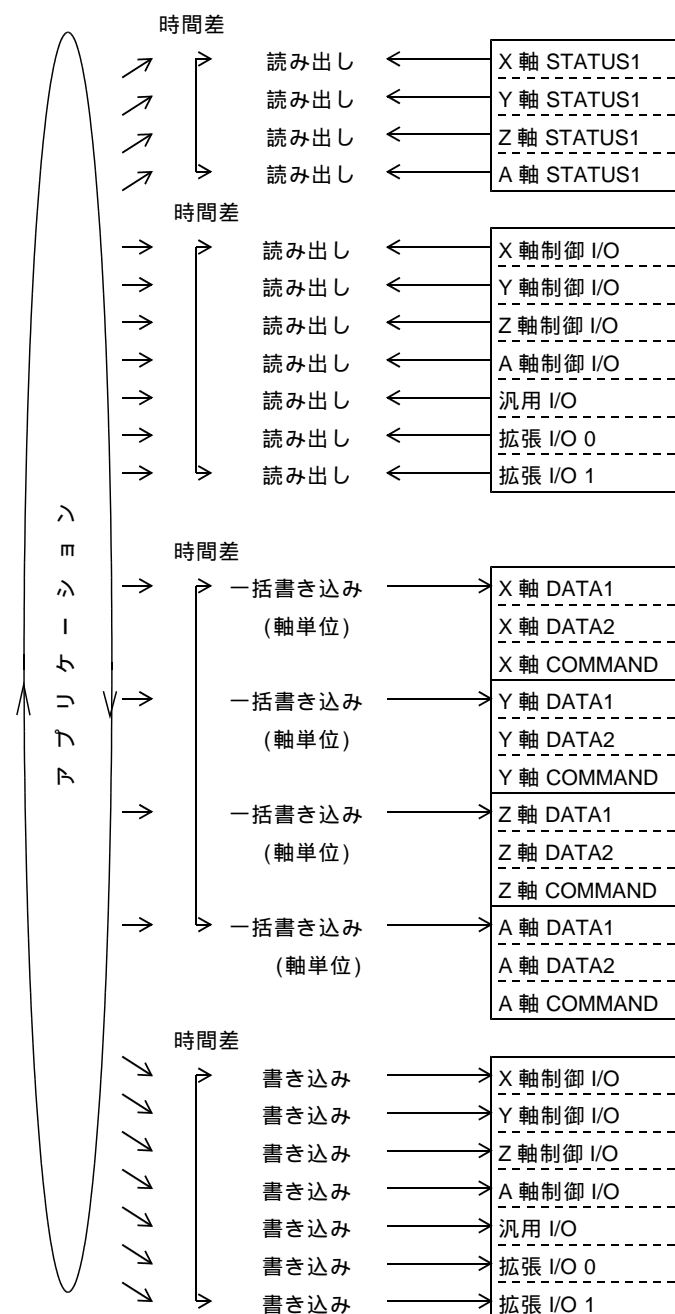 時間差
読み出し X 軸 STATUS1
読み出し Y 軸 STATUS1
読み出し Z 軸 STATUS1
読み出し A 軸 STATUS1
時間差
読み出し X 軸制御 I/O
読み出し Y 軸制御 I/O
読み出し Z 軸制御 I/O
読み出し A 軸制御 I/O
読み出し 汎用 I/O
読み出し 拡張 I/O 0
読み出し 拡張 I/O 1
アプリケーション
時間差
一括書き込み X 軸 DATA1
(軸単位) X 軸 DATA2
X 軸 COMMAND
一括書き込み Y 軸 DATA1
(軸単位) Y 軸 DATA2
Y 軸 COMMAND
一括書き込み Z 軸 DATA1
(軸単位) Z 軸 DATA2
Z 軸 COMMAND
一括書き込み A 軸 DATA1
(軸単位) A 軸 DATA2
A 軸 COMMAND
時間差
書き込み X 軸制御 I/O
書き込み Y 軸制御 I/O
書き込み Z 軸制御 I/O
書き込み A 軸制御 I/O
書き込み 汎用 I/O
書き込み 拡張 I/O 0
書き込み 拡張 I/O 1